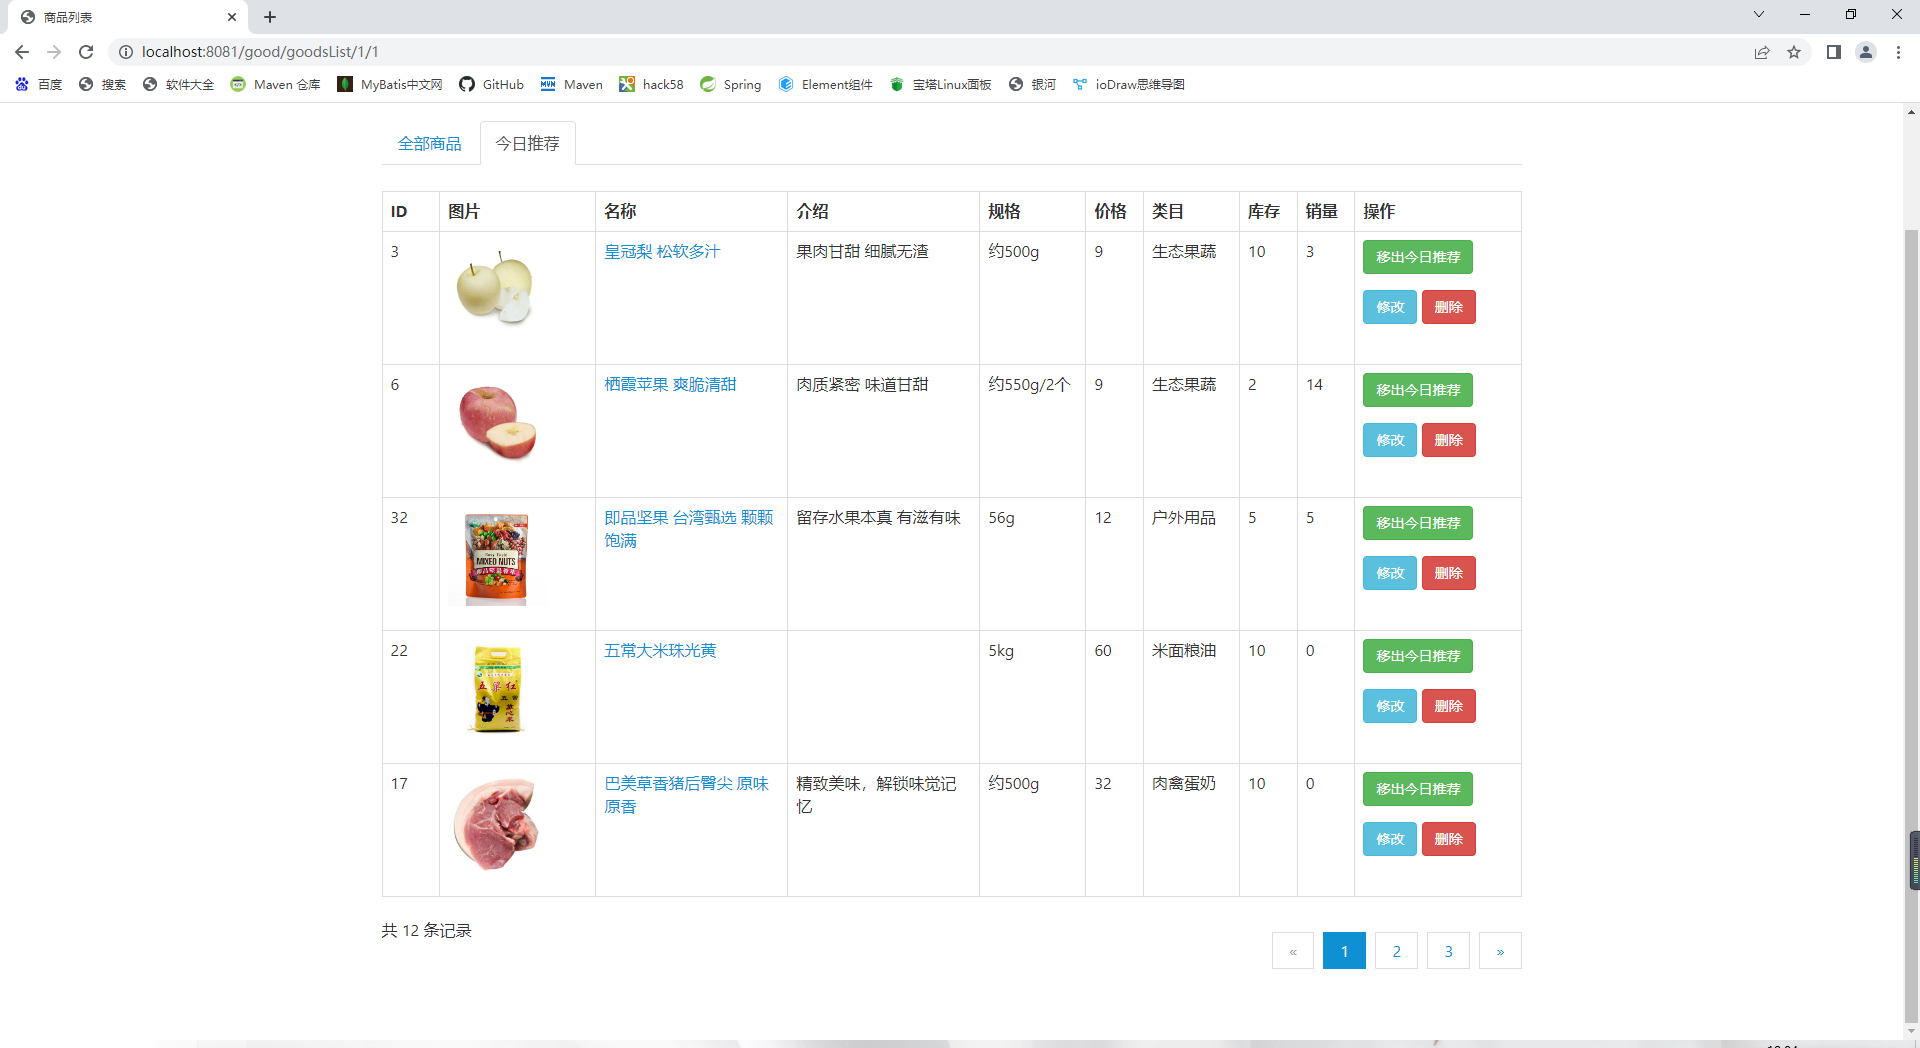 商品列表
localhost:8081/good/goodsList/1/1
百度 搜索 软件大全 Maven 仓库 MyBatis中文网 GitHub Maven hack58 Spring Element组件 宝塔Linux面板 银河 ioDraw思维导图
全部商品 今日推荐
ID 图片 名称 介绍 规格 价格 类目 库存 销量 操作
3 皇冠梨 松软多汁 果肉甘甜 细腻无渣 约500g 9 生态果蔬 10 3 移出今日推荐
修改 删除
6 栖霞苹果 爽脆清甜 肉质紧密 味道甘甜 约550g/2个 9 生态果蔬 2 14 移出今日推荐
修改 删除
32 即品坚果 台湾甄选 颗颗 留存水果本真 有滋有味 56g 12 户外用品 5 5 移出今日推荐
饱满
MIXED NUTS
修改 删除
22 五常大米珠光黄 5kg 60 米面粮油 10 0 移出今日推荐
修改 删除
17 巴美草香猪后臀尖 原味 精致美味，解锁味觉记 约500g 32 肉禽蛋奶 10 0 移出今日推荐
原香 忆
修改 删除
共 12 条记录
« 1 2 3 »